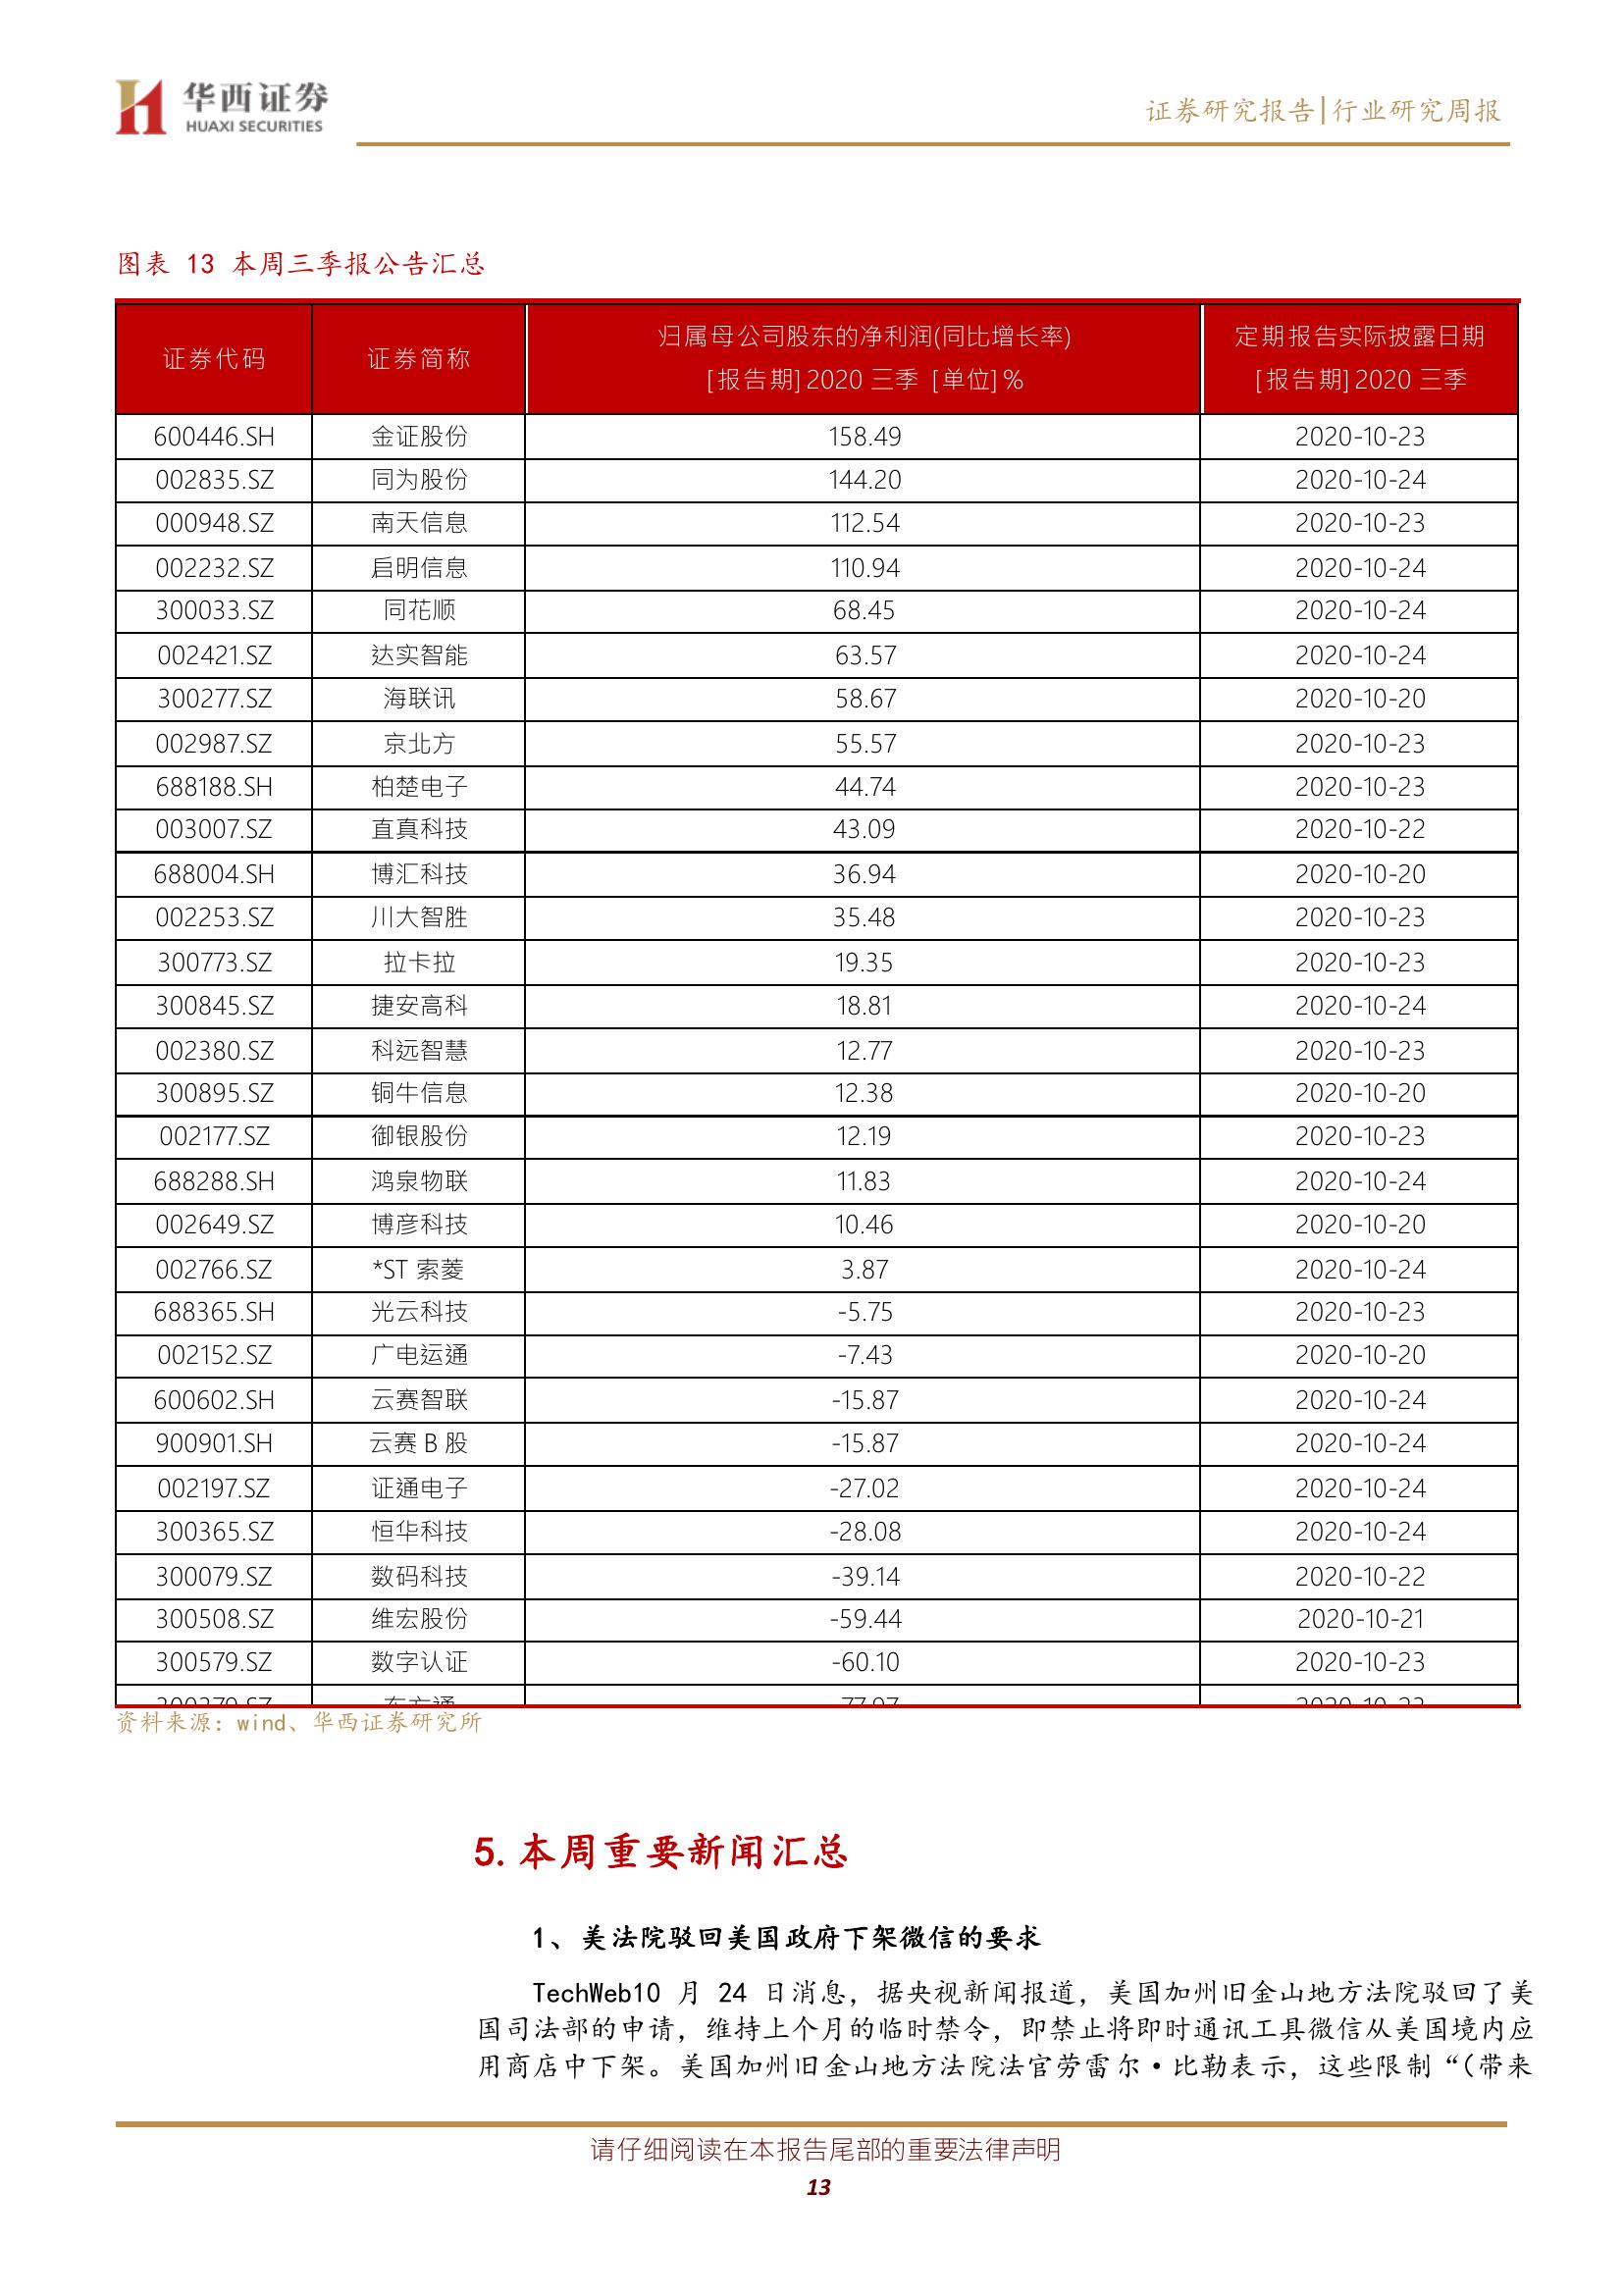 华西证券
HUAXI SECURITIES
证券研究报告|行业研究周报
图表 13 本周三季报公告汇总
证券代码 证券简称 归属母公司股东的净利润(同比增长率) [报告期]2020 三季 [单位]% 定期报告实际披露日期 [报告期]2020 三季
600446.SH 金证股份 158.49 2020-10-23
002835.SZ 同为股份 144.20 2020-10-24
000948.SZ 南天信息 112.54 2020-10-23
002232.SZ 启明信息 110.94 2020-10-24
300033.SZ 同花顺 68.45 2020-10-24
002421.SZ 达实智能 63.57 2020-10-24
300277.SZ 海联讯 58.67 2020-10-20
002987.SZ 京北方 55.57 2020-10-23
688188.SH 柏楚电子 44.74 2020-10-23
003007.SZ 直真科技 43.09 2020-10-22
688004.SH 博汇科技 36.94 2020-10-20
002253.SZ 川大智胜 35.48 2020-10-23
300773.SZ 拉卡拉 19.35 2020-10-23
300845.SZ 捷安高科 18.81 2020-10-24
002380.SZ 科远智慧 12.77 2020-10-23
300895.SZ 铜牛信息 12.38 2020-10-20
002177.SZ 御银股份 12.19 2020-10-23
688288.SH 鸿泉物联 11.83 2020-10-24
002649.SZ 博彦科技 10.46 2020-10-20
002766.SZ *ST 索菱 3.87 2020-10-24
688365.SH 光云科技 -5.75 2020-10-23
002152.SZ 广电运通 -7.43 2020-10-20
600602.SH 云赛智联 -15.87 2020-10-24
900901.SH 云赛 B 股 -15.87 2020-10-24
002197.SZ 证通电子 -27.02 2020-10-24
300365.SZ 恒华科技 -28.08 2020-10-24
300079.SZ 数码科技 -39.14 2020-10-22
300508.SZ 维宏股份 -59.44 2020-10-21
300579.SZ 数字认证 -60.10 2020-10-23
资料来源：wind、华西证券研究所
5. 本周重要新闻汇总
1、美法院驳回美国政府下架微信的要求
TechWeb10 月 24 日消息，据央视新闻报道，美国加州旧金山地方法院驳回了美
国司法部的申请，维持上个月的临时禁令，即禁止将即时通讯工具微信从美国境内应
用商店中下架。美国加州旧金山地方法院法官劳雷尔·比勒表示，这些限制“（带来
请仔细阅读在本报告尾部的重要法律声明
13